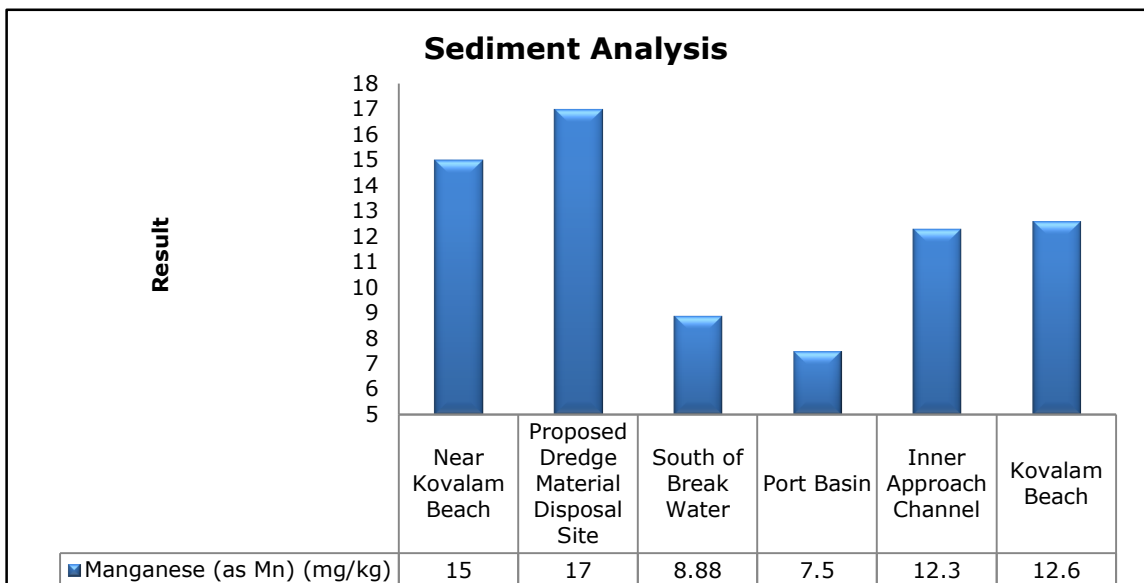 Sediment Analysis
Result
18
17
16
15
14
13
12
11
10
9
8
7
6
5
Near
Kovalam
Beach
Proposed
Dredge
Material
Disposal
Site
South of
Break
Water
Port Basin
Inner
Approach
Channel
Kovalam
Beach
Manganese (as Mn) (mg/kg) 15 17 8.88 7.5 12.3 12.6